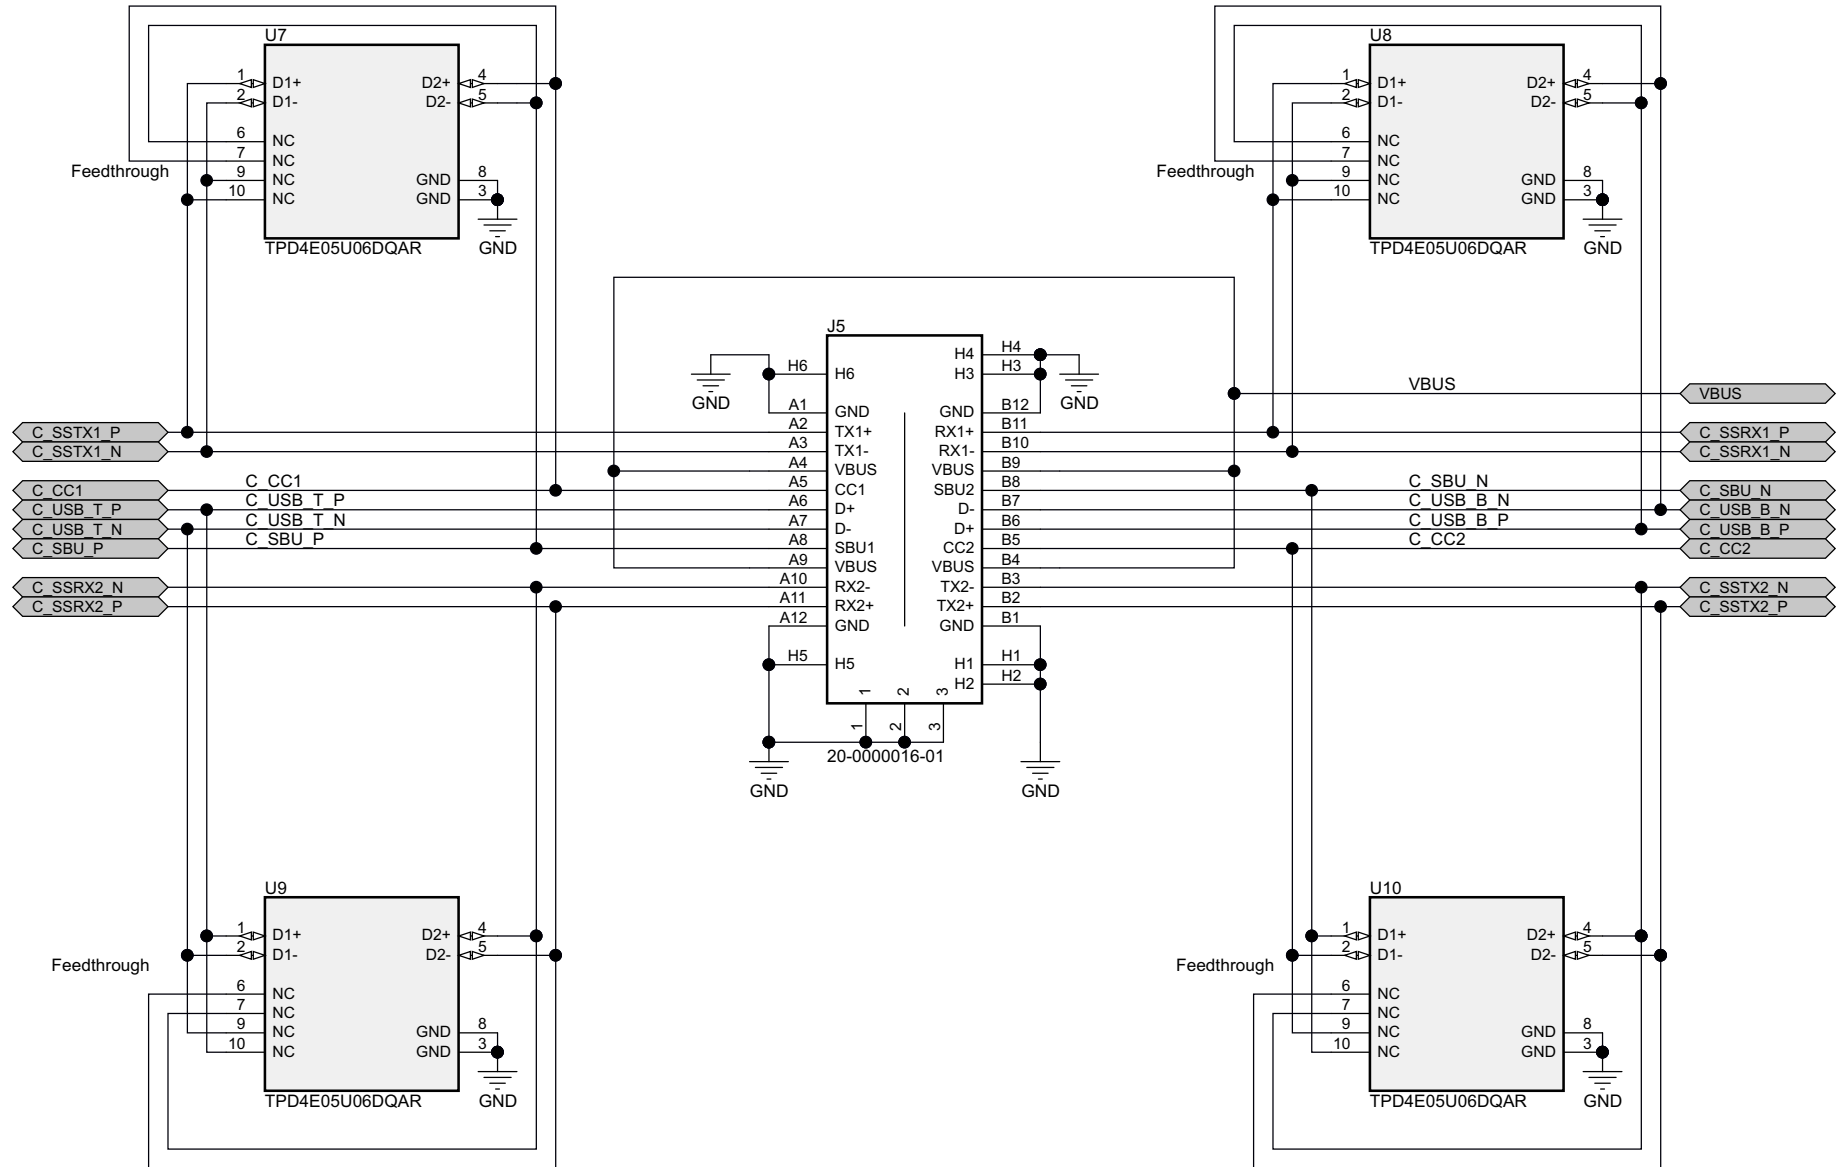 U7
1 D1+ D2+ 4
2 D1- D2- 5
6 NC
7 NC
Feedthrough
9 NC GND 8
10 NC GND 3
TPD4E05U06DQAR GND
U8
1 D1+ D2+ 4
2 D1- D2- 5
6 NC
7 NC
Feedthrough
9 NC GND 8
10 NC GND 3
TPD4E05U06DQAR GND
J5
H4 H4
H6 H6 H3 H3
GND
GND
VBUS VBUS
A1 GND GND B12
C_SSTX1_P A2 TX1+ RX1+ B11 C_SSRX1_P
C_SSTX1_N A3 TX1- RX1- B10 C_SSRX1_N
A4 VBUS VBUS B9
C_CC1 C_CC1 A5 CC1 SBU2 B8 C_SBU_N C_SBU_N
C_USB_T_P C_USB_T_P A6 D+ D- B7 C_USB_B_N C_USB_B_N
C_USB_T_N C_USB_T_N A7 D- D+ B6 C_USB_B_P C_USB_B_P
C_SBU_P C_SBU_P A8 SBU1 CC2 B5 C_CC2 C_CC2
A9 VBUS VBUS B4
C_SSRX2_N A10 RX2- TX2- B3 C_SSTX2_N
C_SSRX2_P A11 RX2+ TX2+ B2 C_SSTX2_P
A12 GND GND B1
H5 H5 H1 H1
H2 H2
1 2 3
1 2 3
20-0000016-01
GND GND
U9
1 D1+ D2+ 4
2 D1- D2- 5
Feedthrough
6 NC
7 NC
9 NC GND 8
10 NC GND 3
TPD4E05U06DQAR GND
U10
1 D1+ D2+ 4
2 D1- D2- 5
Feedthrough
6 NC
7 NC
9 NC GND 8
10 NC GND 3
TPD4E05U06DQAR GND